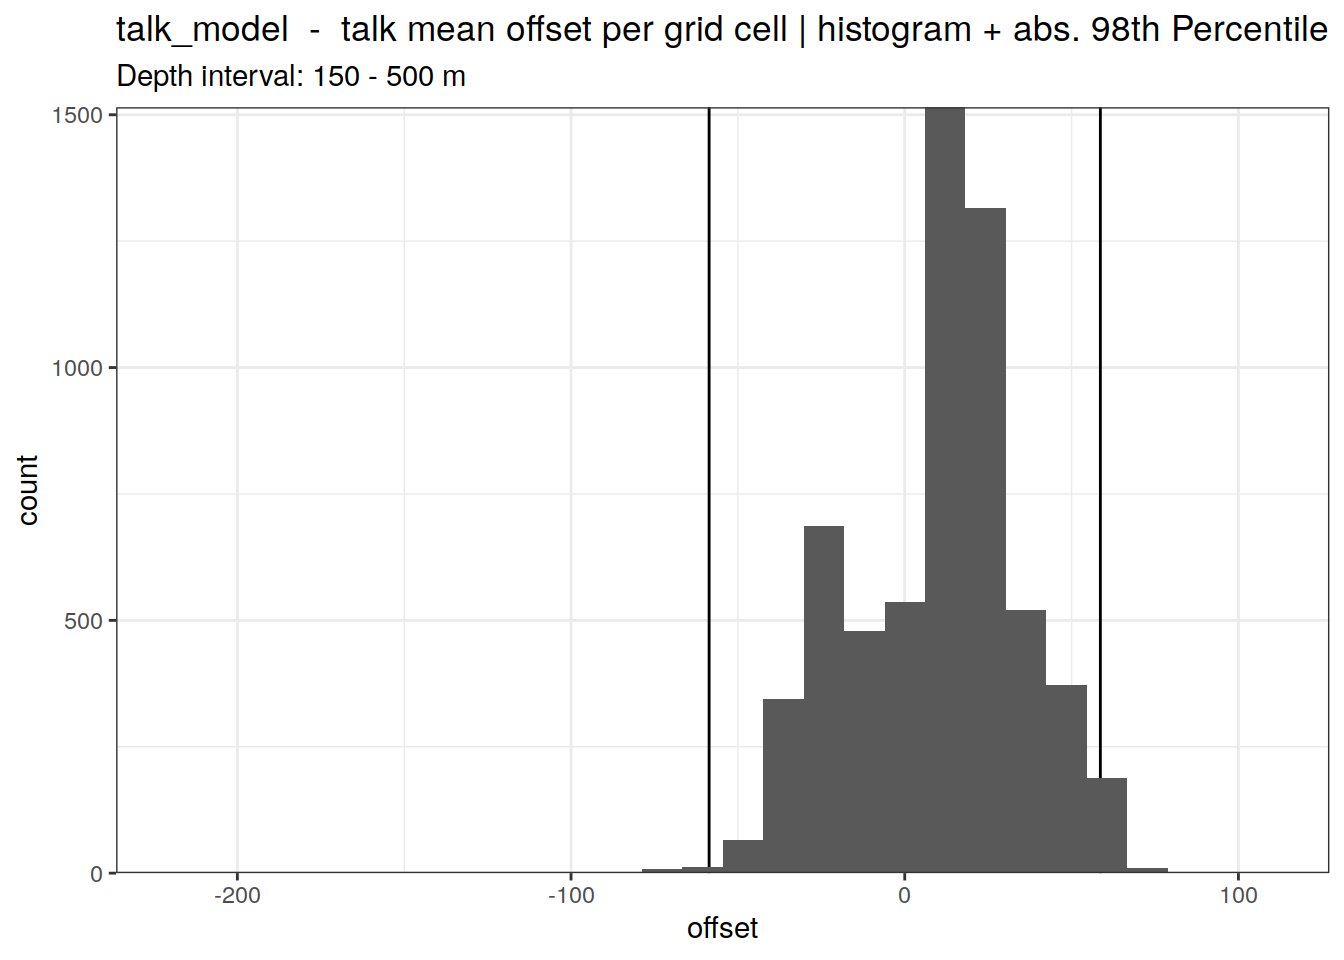 talk_model  -  talk mean offset per grid cell | histogram + abs. 98th Percentile
Depth interval: 150 - 500 m
1500
1000
500
0
count
-200
-100
0
100
offset